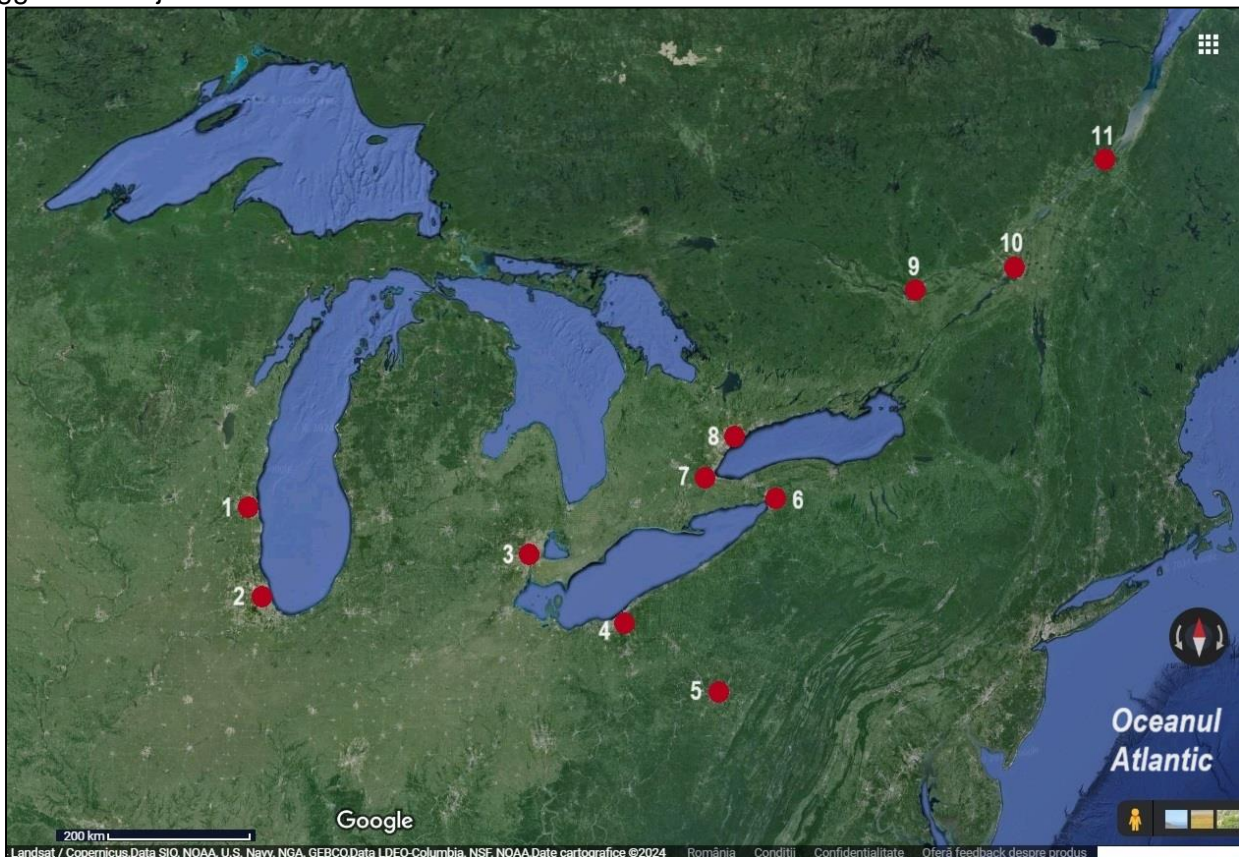 11
10
9
8
7
6
1
3
2
4
5
Oceanul
Atlantic
Google
200 km
Landsat / Copernicus,Data SIO, NOAA, U.S. Navy, NGA, GEBCO,Data LDEO-Columbia, NSF, NOAA,Date cartografice ©2024 România Condiții Confidențialitate Oferă feedback despre produs